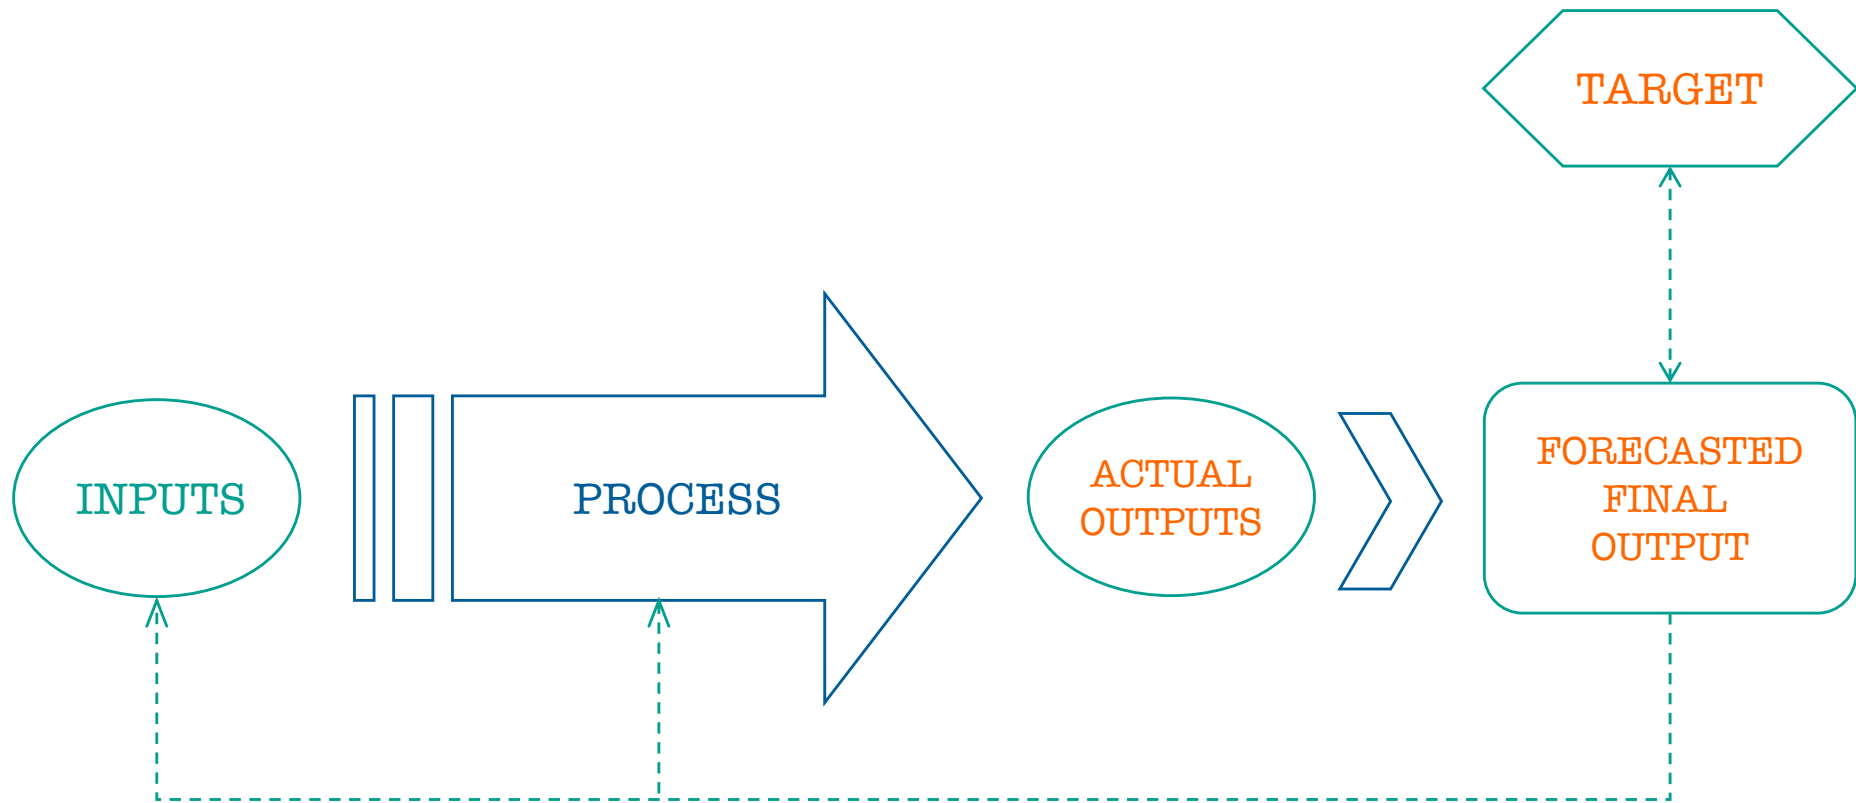 TARGET
INPUTS
PROCESS
ACTUAL
OUTPUTS
FORECASTED
FINAL
OUTPUT